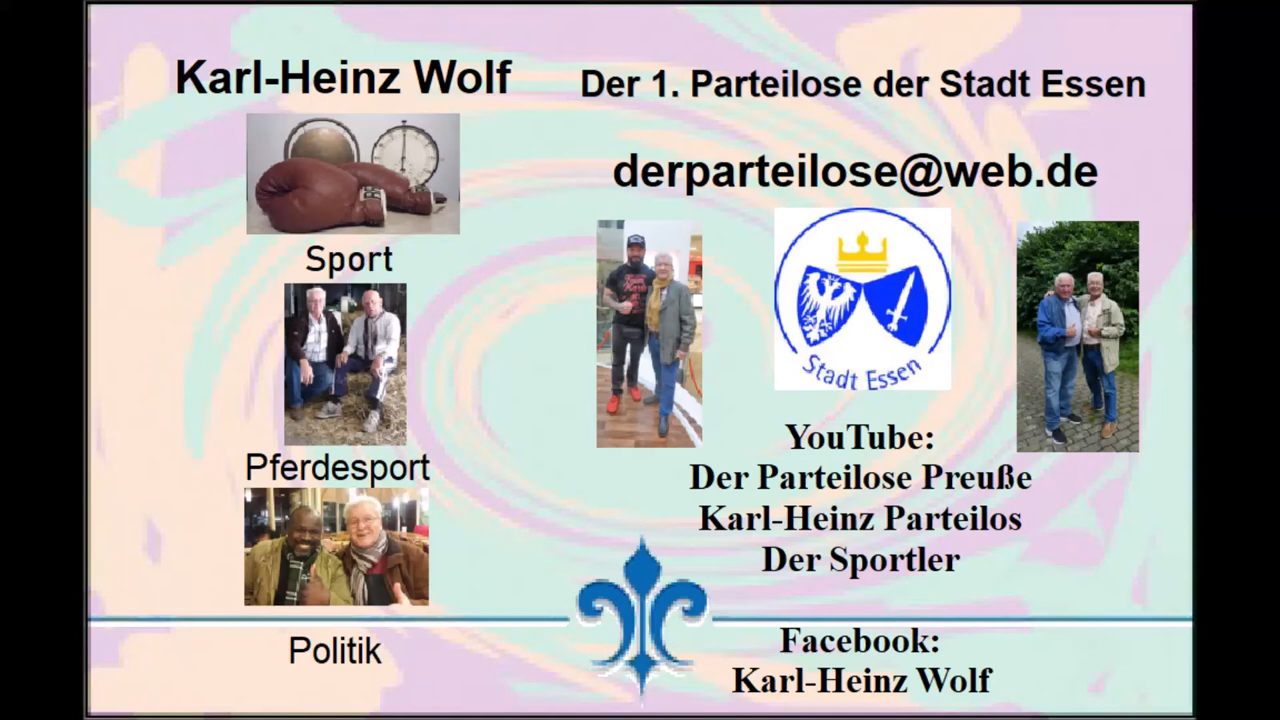 Karl-Heinz Wolf
Der 1. Parteilose der Stadt Essen
derparteilose@web.de
Sport
Pferdesport
Politik
Stadt Essen
YouTube:
Der Parteilose Preuße
Karl-Heinz Parteilos
Der Sportler
Facebook:
Karl-Heinz Wolf